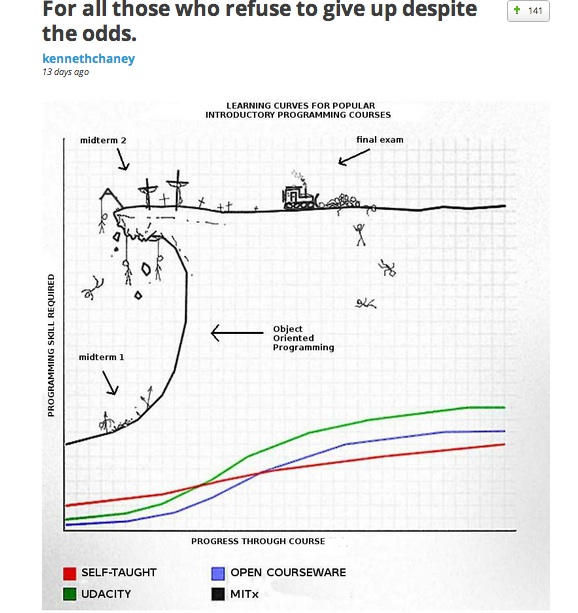 For all those who refuse to give up despite
the odds.
141
kennethchaney
13 days ago
LEARNING CURVES FOR POPULAR
INTRODUCTORY PROGRAMMING COURSES
midterm 2
final exam
Object
Oriented
Programming
midterm 1
PROGRAMMING SKILL REQUIRED
PROGRESS THROUGH COURSE
SELF-TAUGHT
OPEN COURSEWARE
UDACITY
MITx